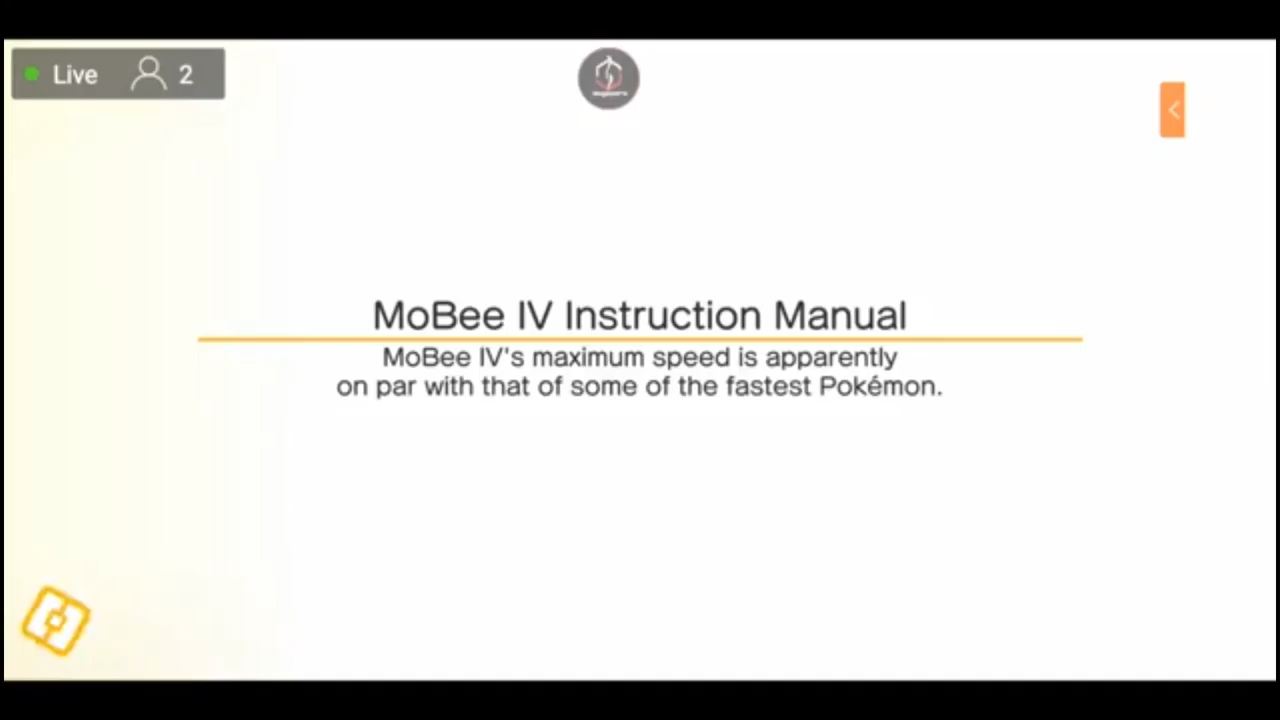 Live 2
MoBee IV Instruction Manual
MoBee IV's maximum speed is apparently
on par with that of some of the fastest Pokémon.